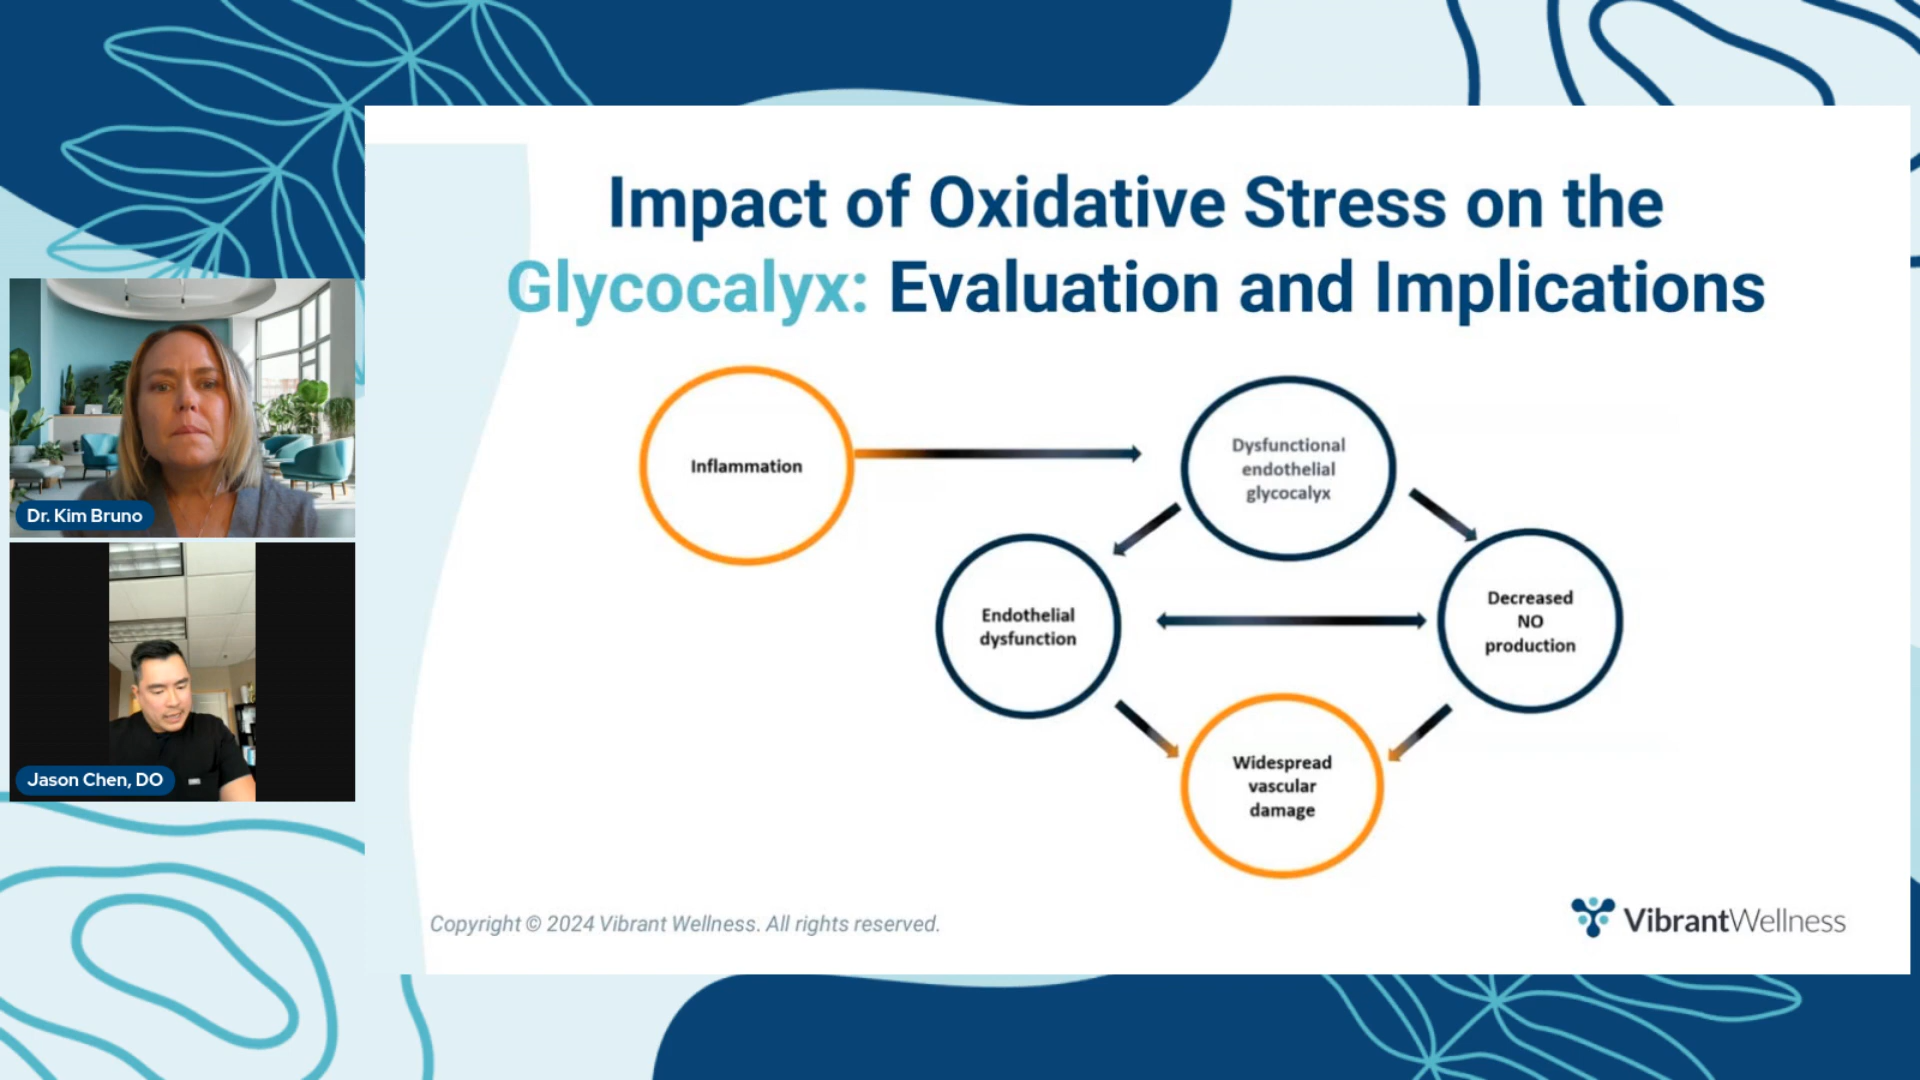 Impact of Oxidative Stress on the
Glycocalyx: Evaluation and Implications
Inflammation
Dysfunctional
endothelial
glycocalyx
Endothelial
dysfunction
Decreased
NO
production
Widespread
vascular
damage
Dr. Kim Bruno
Jason Chen, DO
Copyright © 2024 Vibrant Wellness. All rights reserved.
VibrantWellness